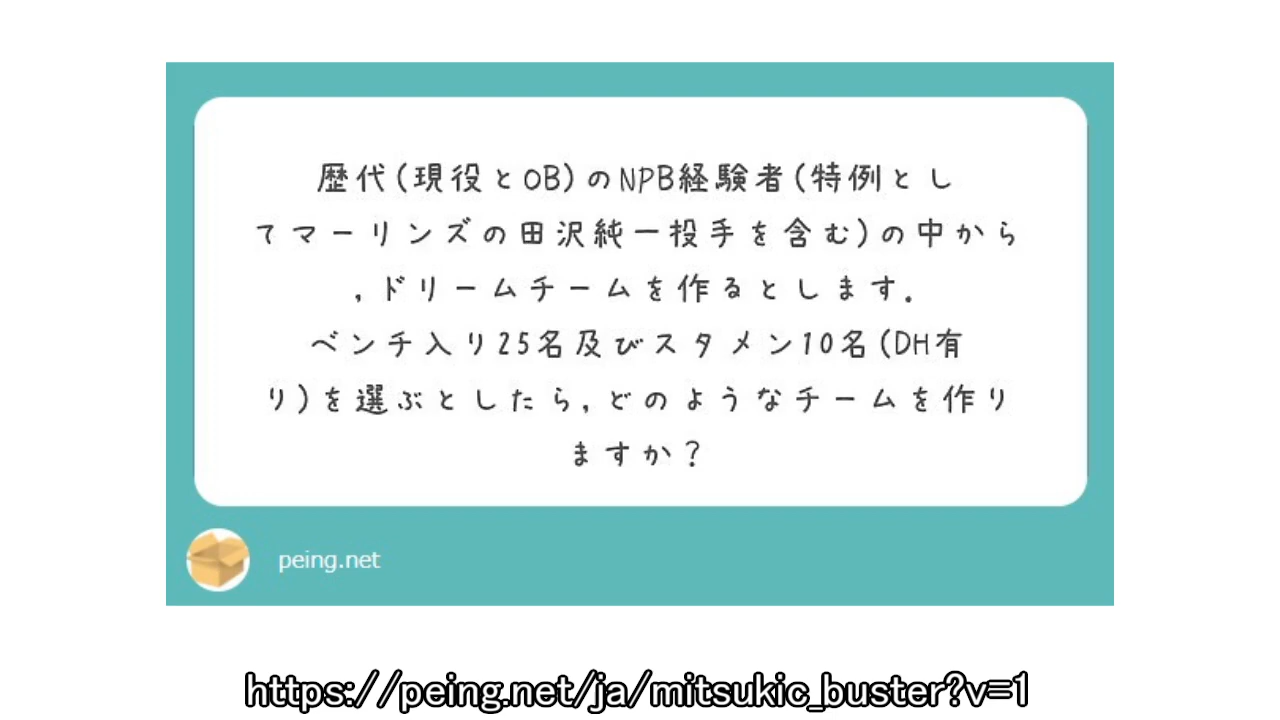 歴代(現役とOB)のNPB経験者(特例とし
てマーリンズの田沢純一投手を含む)の中から
,ドリームチームを作るとします.
ベンチ入り25名及びスタメン10名(DH有
り)を選ぶとしたら,どのようなチームを作り
ますか?
peing.net
https://peing.net/ja/mitsukic_buster?v=1